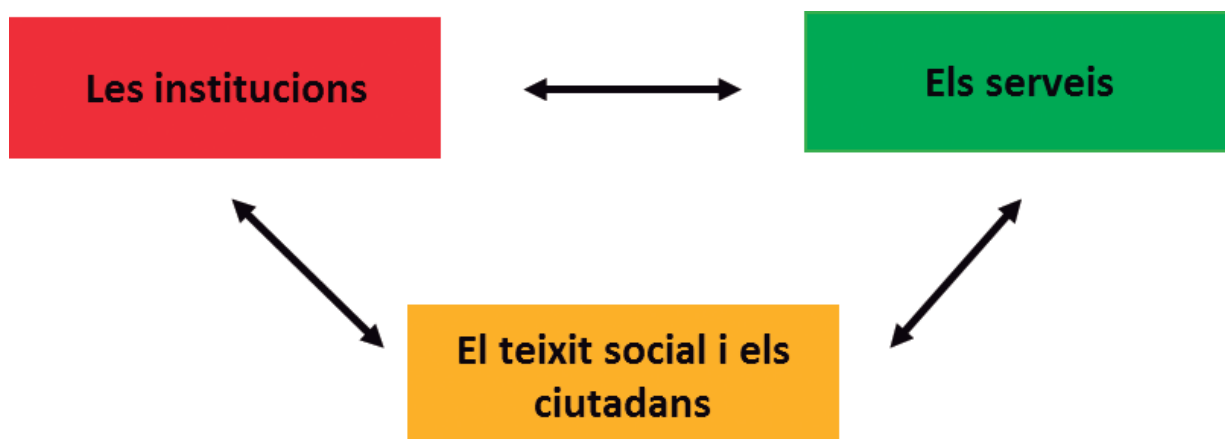 Les institucions
Els serveis
El teixit social i els
ciutadans